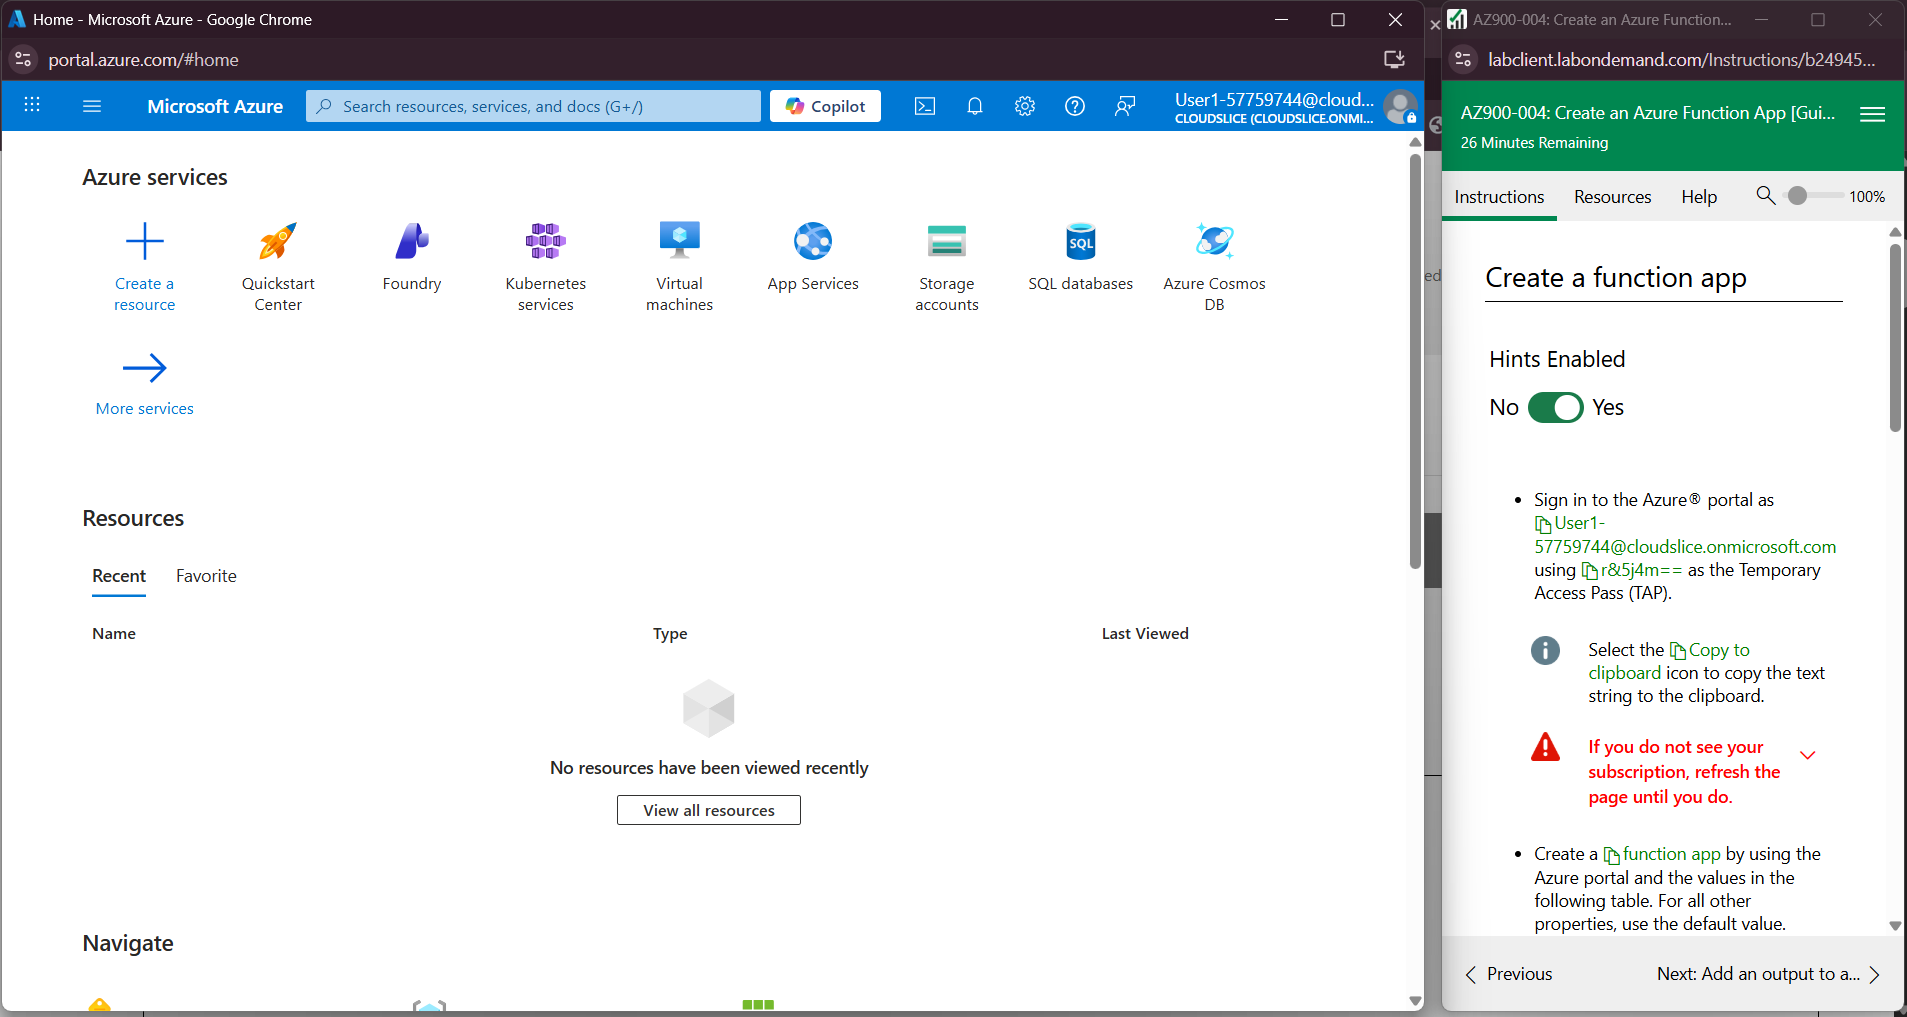 Home - Microsoft Azure - Google Chrome
portal.azure.com/#home
Microsoft Azure
Search resources, services, and docs (G+/)
Copilot
User1-57759744@cloud...
CLOUDSLICE (CLOUDSLICE.ONMI...
Azure services
Create a resource
Quickstart Center
Foundry
Kubernetes services
Virtual machines
App Services
Storage accounts
SQL
SQL databases
Azure Cosmos DB
More services
Resources
Recent
Favorite
Name
Type
Last Viewed
No resources have been viewed recently
View all resources
Navigate
ed
AZ900-004: Create an Azure Function...
labclient.labondemand.com/Instructions/b24945...
AZ900-004: Create an Azure Function App [Gui...
26 Minutes Remaining
Instructions
Resources
Help
100%
Create a function app
Hints Enabled
No
Yes
• Sign in to the Azure® portal as
User1-
57759744@cloudslice.onmicrosoft.com
using r&5j4m== as the Temporary
Access Pass (TAP).
Select the Copy to
clipboard icon to copy the text
string to the clipboard.
If you do not see your
subscription, refresh the
page until you do.
• Create a function app by using the
Azure portal and the values in the
following table. For all other
properties, use the default value.
Previous
Next: Add an output to a...